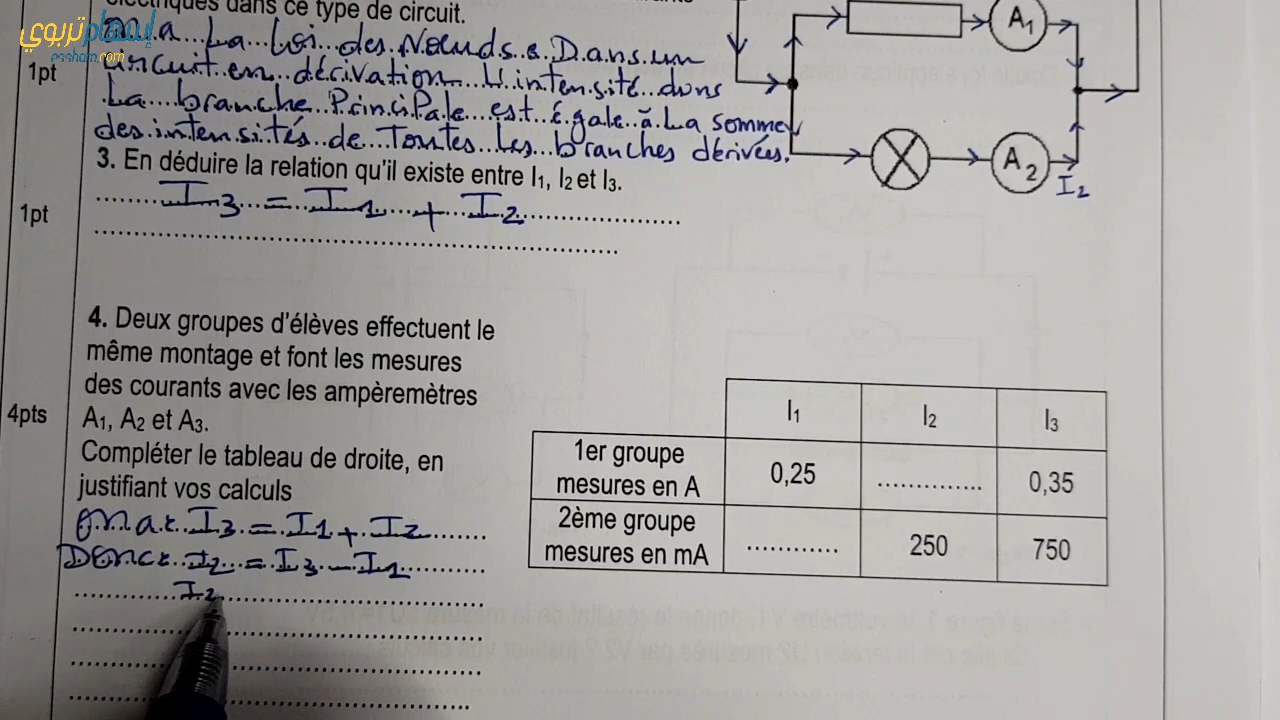 إسهام تربوي
essham.com
électriques dans ce type de circuit.
On a: La Loi des Nœuds: Dans un
circuit en dérivation L'intensité dans
La branche Principale est Égale à La somme
des intensités de Toutes Les branches dérivées.
1pt
3. En déduire la relation qu'il existe entre I1, I2 et I3.
I3 = I1 + I2
1pt
A1
A2
I2
4. Deux groupes d'élèves effectuent le
même montage et font les mesures
des courants avec les ampèremètres
A1, A2 et A3.
4pts
Compléter le tableau de droite, en
justifiant vos calculs
On a: I3 = I1 + I2
Donc: I2 = I3 - I1
I2
I1 I2 I3
1er groupe
mesures en A 0,25 .............. 0,35
2ème groupe
mesures en mA ............ 250 750